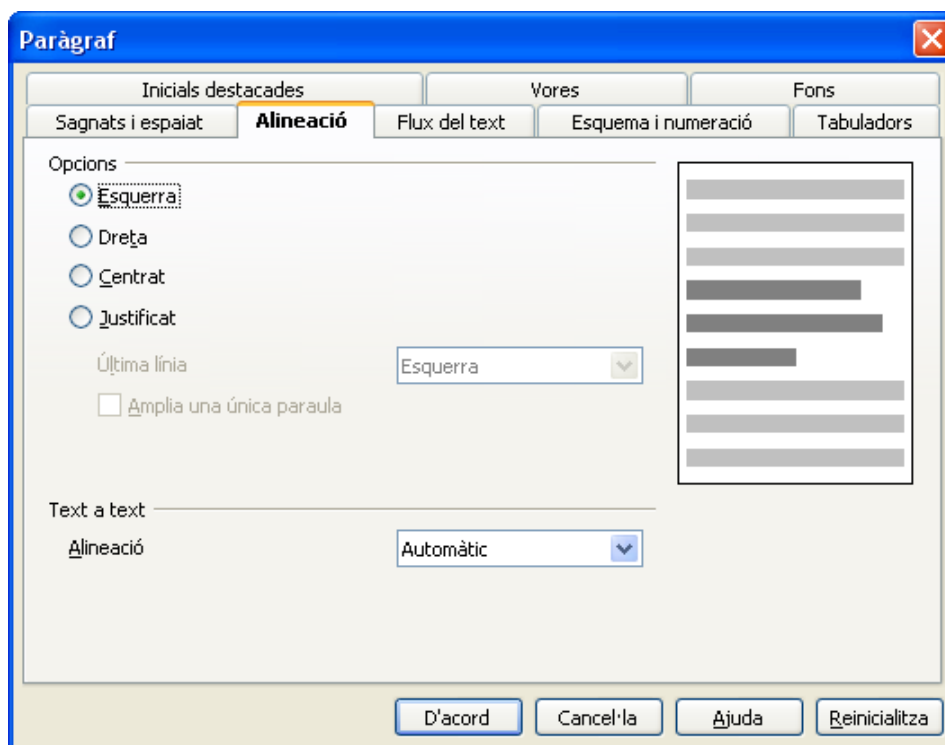 Paràgraf
Inicials destacades Vores Fons
Sagnats i espaiat Alineació Flux del text Esquema i numeració Tabuladors
Opcions
Esquerra
Dreta
Centrat
Justificat
Última línia Esquerra
Amplia una única paraula
Text a text
Alineació Automàtic
D'acord Cancel·la Ajuda Reinicialitza